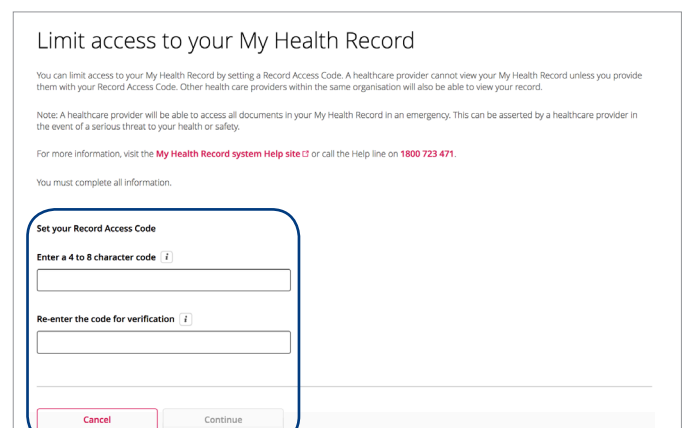 Limit access to your My Health Record
You can limit access to your My Health Record by setting a Record Access Code. A healthcare provider cannot view your My Health Record unless you provide
them with your Record Access Code. Other health care providers within the same organisation will also be able to view your record.
Note: A healthcare provider will be able to access all documents in your My Health Record in an emergency. This can be asserted by a healthcare provider in
the event of a serious threat to your health or safety.
For more information, visit the My Health Record system Help site or call the Help line on 1800 723 471.
You must complete all information.
Set your Record Access Code
Enter a 4 to 8 character code i
Re-enter the code for verification i
Cancel Continue